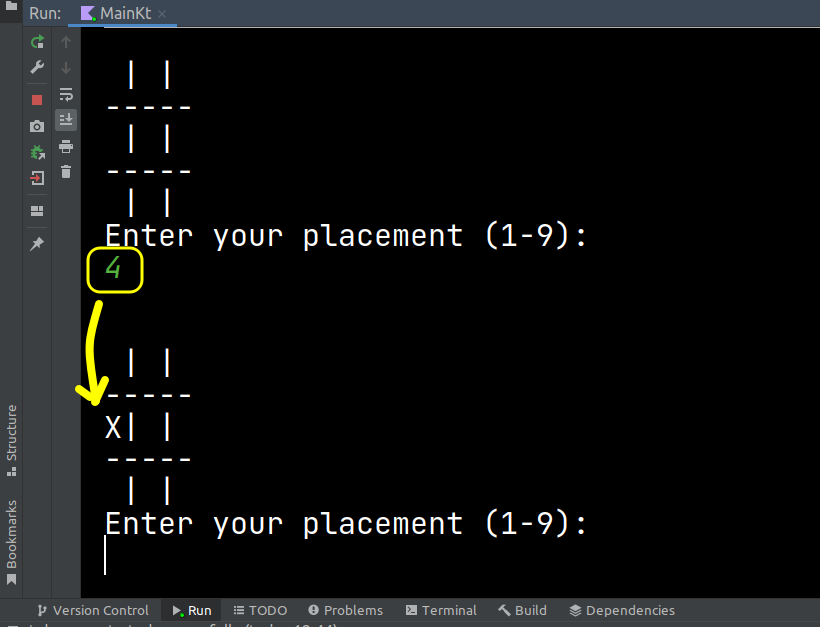 Run: MainKt ×
| |
-----
| |
-----
| |
Enter your placement (1-9):
4
| |
-----
X| |
-----
| |
Enter your placement (1-9):
Structure
Bookmarks
Version Control Run TODO Problems Terminal Build Dependencies